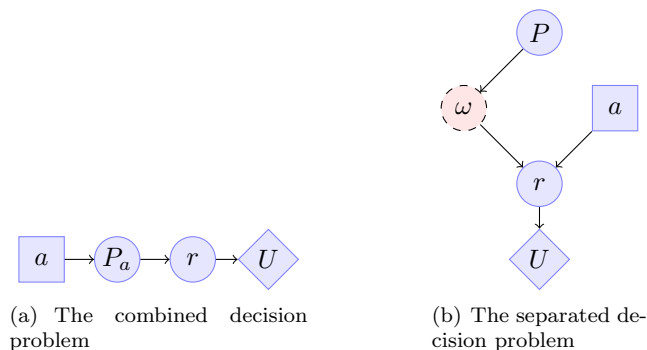 P
ω
a
r
a
P_a
r
U
U
(a) The combined decision
problem
(b) The separated de-
cision problem